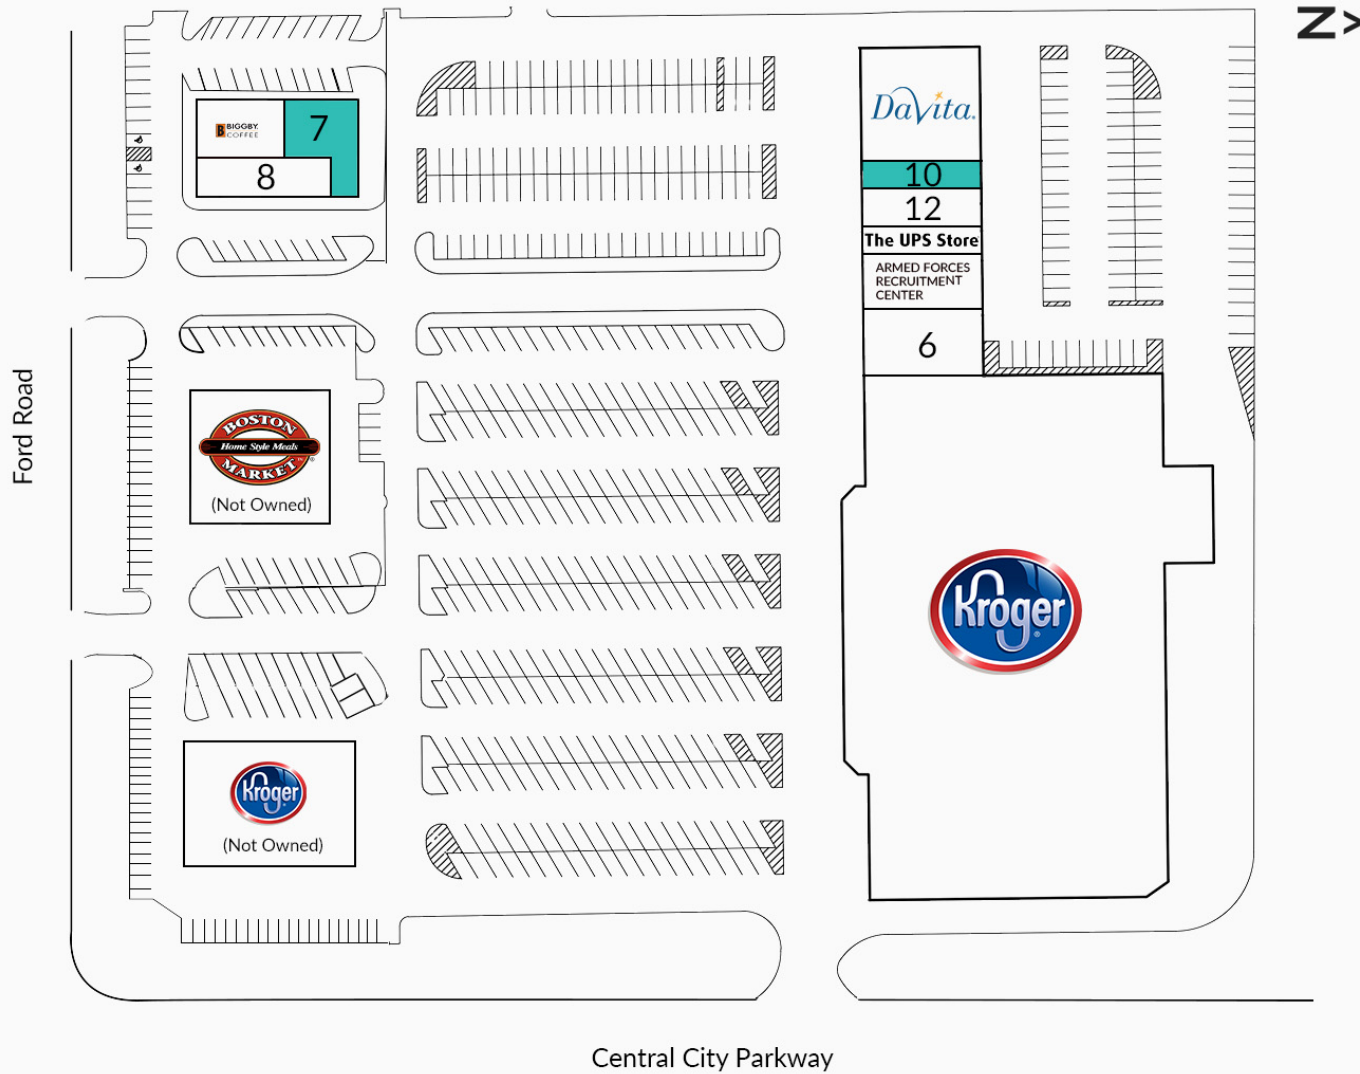 Z>
BIGGBY
COFFEE
7
8
DaVita.
10
12
The UPS Store
ARMED FORCES
RECRUITMENT
CENTER
6
Ford Road
BOSTON
Home Style Meals
MARKET
(Not Owned)
Kroger
Kroger
(Not Owned)
Central City Parkway